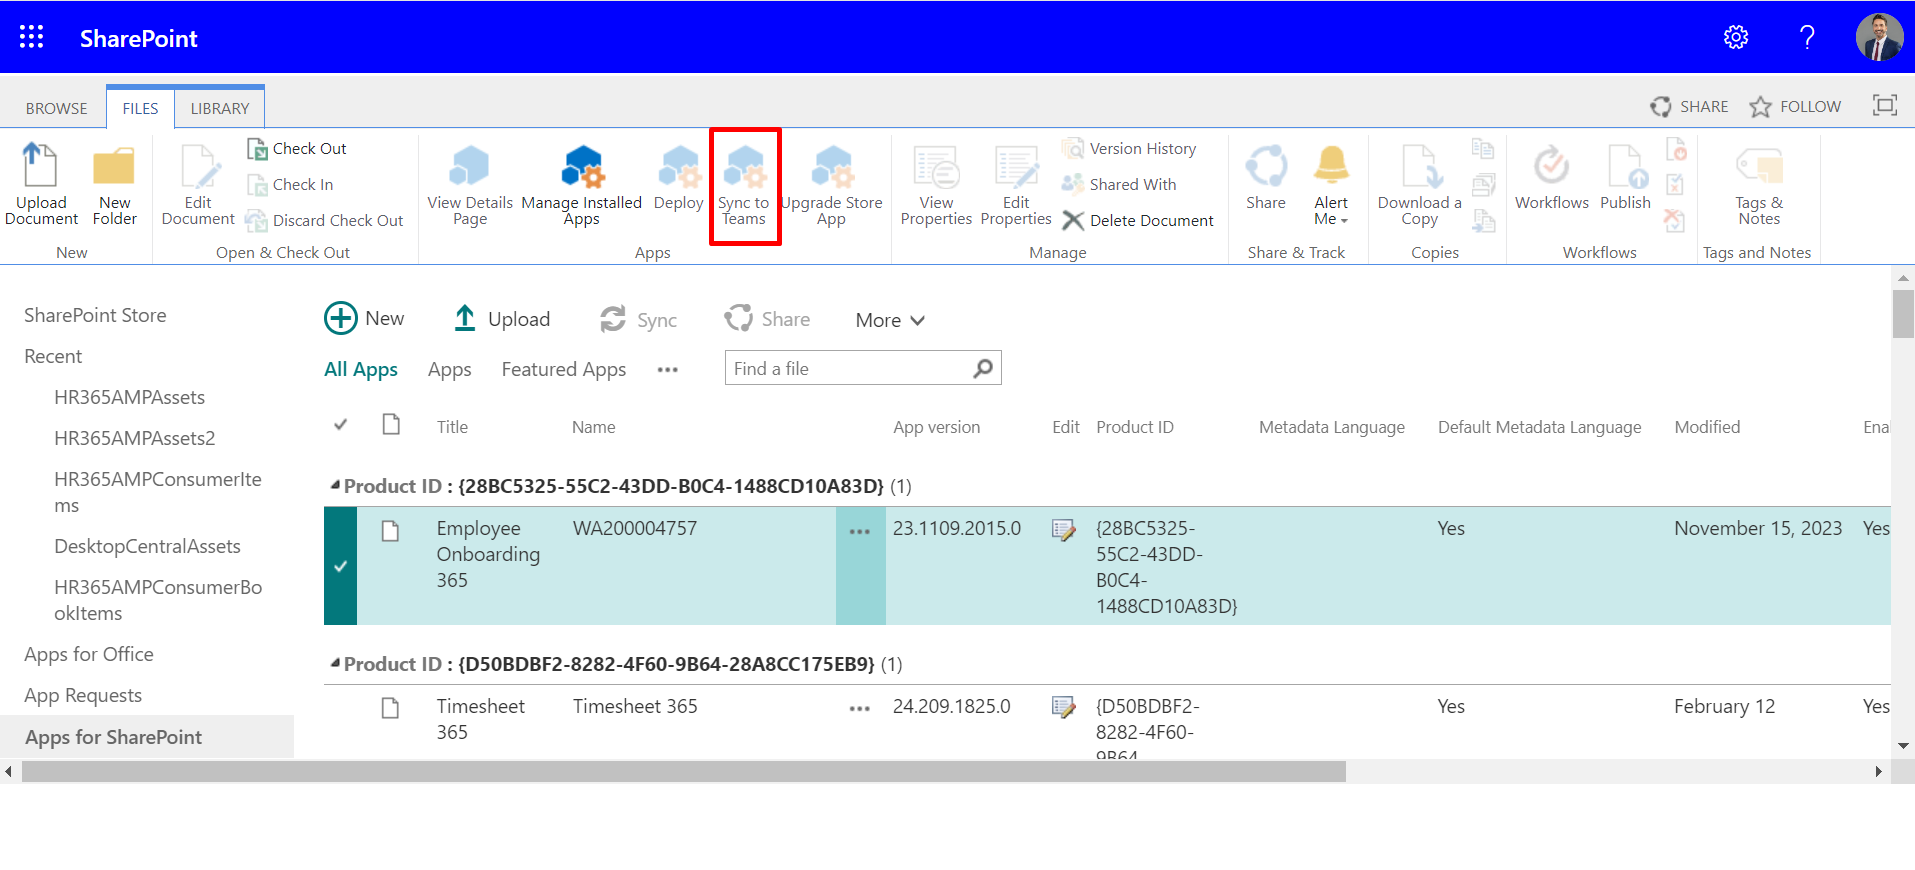 SharePoint
?
BROWSE FILES LIBRARY SHARE FOLLOW
Upload Document
New Folder
New
Edit Document
Check Out
Check In
Discard Check Out
Open & Check Out
View Details Page
Manage Installed Apps
Deploy
Sync to Teams
Upgrade Store App
Apps
View Properties
Edit Properties
Version History
Shared With
Delete Document
Manage
Share
Alert Me
Share & Track
Download a Copy
Copies
Workflows
Publish
Workflows
Tags & Notes
Tags and Notes
SharePoint Store
Recent
HR365AMPAssets
HR365AMPAssets2
HR365AMPConsumerIte
ms
DesktopCentralAssets
HR365AMPConsumerBo
okItems
Apps for Office
App Requests
Apps for SharePoint
New Upload Sync Share More
All Apps Apps Featured Apps ••• Find a file
Title Name App version Edit Product ID Metadata Language Default Metadata Language Modified Ena
Product ID : {28BC5325-55C2-43DD-B0C4-1488CD10A83D} (1)
Employee WA200004757 ••• 23.1109.2015.0 {28BC5325- Yes November 15, 2023 Yes
Onboarding 55C2-43DD-
365 B0C4-
1488CD10A83D}
Product ID : {D50BDBF2-8282-4F60-9B64-28A8CC175EB9} (1)
Timesheet Timesheet 365 ••• 24.209.1825.0 {D50BDBF2- Yes February 12 Yes
365 8282-4F60-
9B64